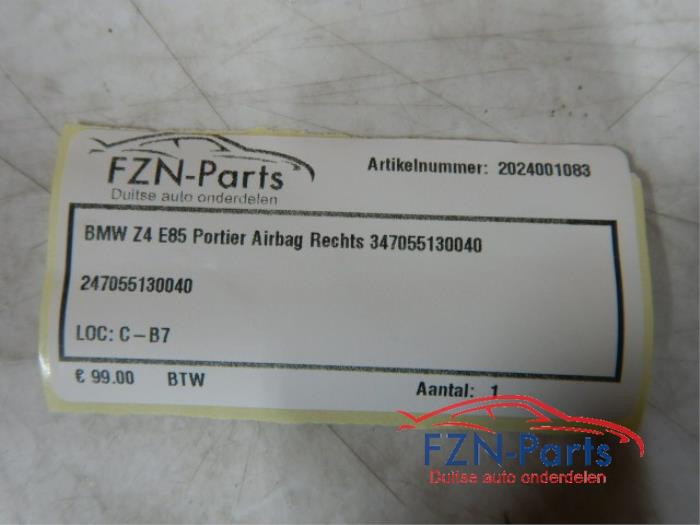 FZN-Parts
Duitse auto onderdelen
Artikelnummer: 2024001083
BMW Z4 E85 Portier Airbag Rechts 347055130040
247055130040
LOC: C-B7
€ 99.00 BTW
Aantal: 1
FZN-Parts
Duitse auto onderdelen